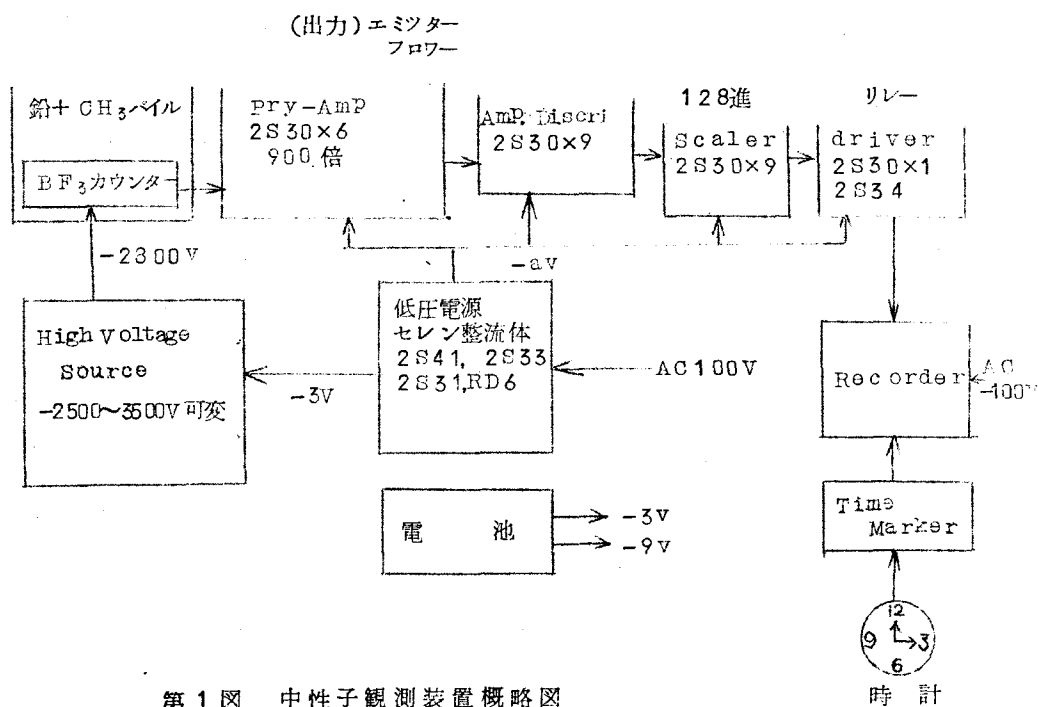 (出力)エミッター
フロワー
鉛+CH₃パイル
BF₃カウンター
Pry-Amp
2S30×6
900.倍
Amp.Discri
2S30×9
128進
Scaler
2S30×9
リレー
driver
2S30×1
2S34
-2300V
-av
High Voltage
Source
-2500~3500V可変
-3V
低圧電源
セレン整流体
2S41, 2S33
2S31,RD6
AC100V
Recorder
AC
-100V
電 池
-3V
-9V
Time
Marker
12
9 3
6
時 計
第1図 中性子観測装置概略図